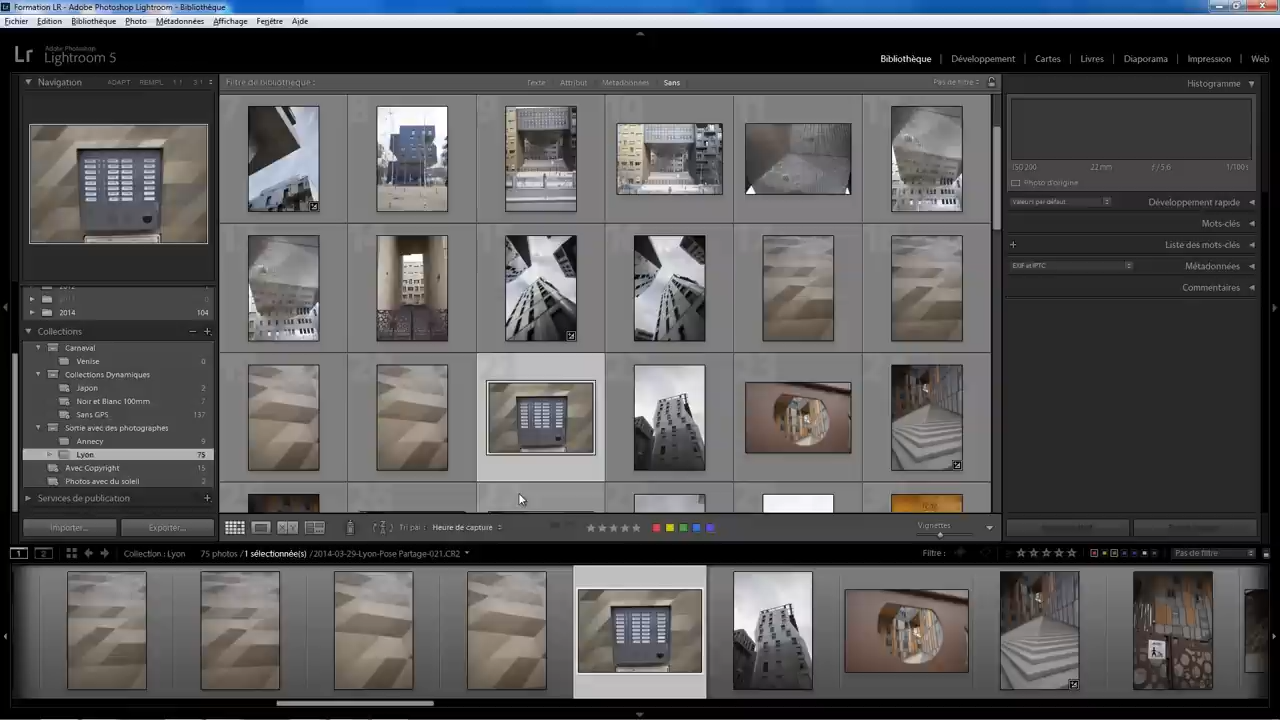 Formation LR - Adobe Photoshop Lightroom - Bibliothèque
Fichier Edition Bibliothèque Photo Métadonnées Affichage Fenêtre Aide
Lr Adobe Photoshop Lightroom 5
Bibliothèque Développement Cartes Livres Diaporama Impression Web
Navigation ADAPT REMPL. 1:1 3:1
Filtre de bibliothèque : Texte Attribut Métadonnées Sans Pas de filtre
Histogramme
ISO 200 22 mm f / 5.6 1/100s
Photo d'origine
Valeurs par défaut Développement rapide
Mots-clés
Liste des mots-clés
EXIF et IPTC Métadonnées
Commentaires
2014 104
Collections
Carnaval
Venise 0
Collections Dynamiques
Japon 2
Noir et Blanc 100mm 7
Sans GPS 137
Sortie avec des photographes
Annecy 9
Lyon 75
Avec Copyright 15
Photos avec du soleil 2
Services de publication
Importer... Exporter...
Tri par : Heure de capture
Vignettes
1 2 Collection : Lyon 75 photos / 1 sélectionnée(s) / 2014-03-29-Lyon-Pose Partage-021.CR2
Filtre : Pas de filtre